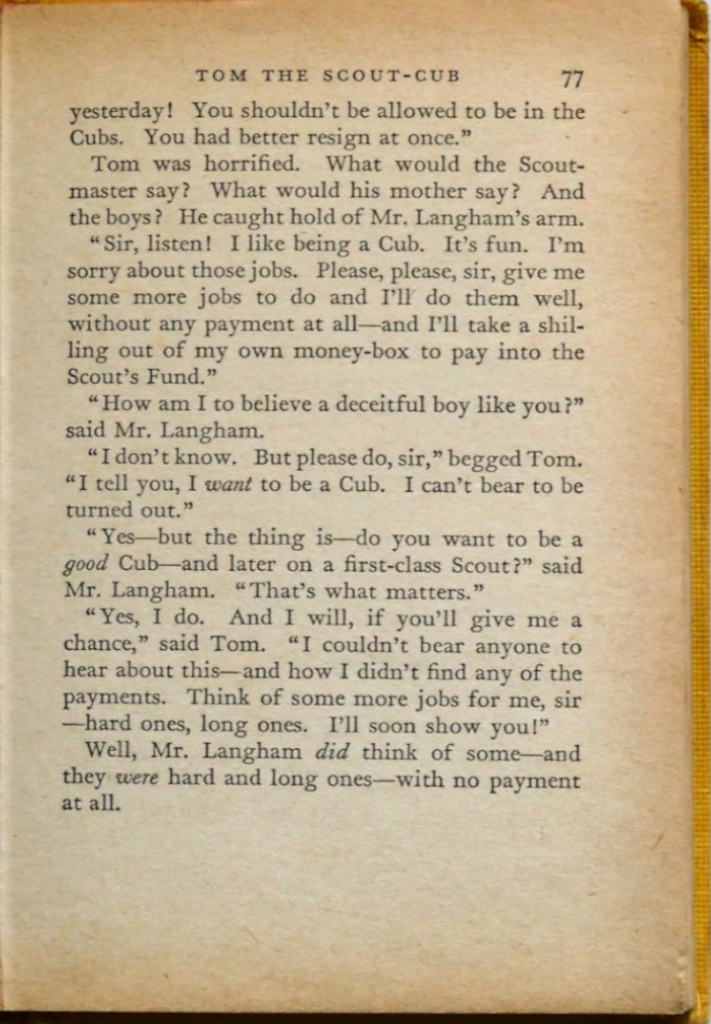 TOM THE SCOUT-CUB 77
yesterday! You shouldn't be allowed to be in the
Cubs. You had better resign at once."
Tom was horrified. What would the Scout-
master say? What would his mother say? And
the boys? He caught hold of Mr. Langham's arm.
"Sir, listen! I like being a Cub. It's fun. I'm
sorry about those jobs. Please, please, sir, give me
some more jobs to do and I'll do them well,
without any payment at all—and I'll take a shil-
ling out of my own money-box to pay into the
Scout's Fund."
"How am I to believe a deceitful boy like you?"
said Mr. Langham.
"I don't know. But please do, sir," begged Tom.
"I tell you, I want to be a Cub. I can't bear to be
turned out."
"Yes—but the thing is—do you want to be a
good Cub—and later on a first-class Scout?" said
Mr. Langham. "That's what matters."
"Yes, I do. And I will, if you'll give me a
chance," said Tom. "I couldn't bear anyone to
hear about this—and how I didn't find any of the
payments. Think of some more jobs for me, sir
—hard ones, long ones. I'll soon show you!"
Well, Mr. Langham did think of some—and
they were hard and long ones—with no payment
at all.